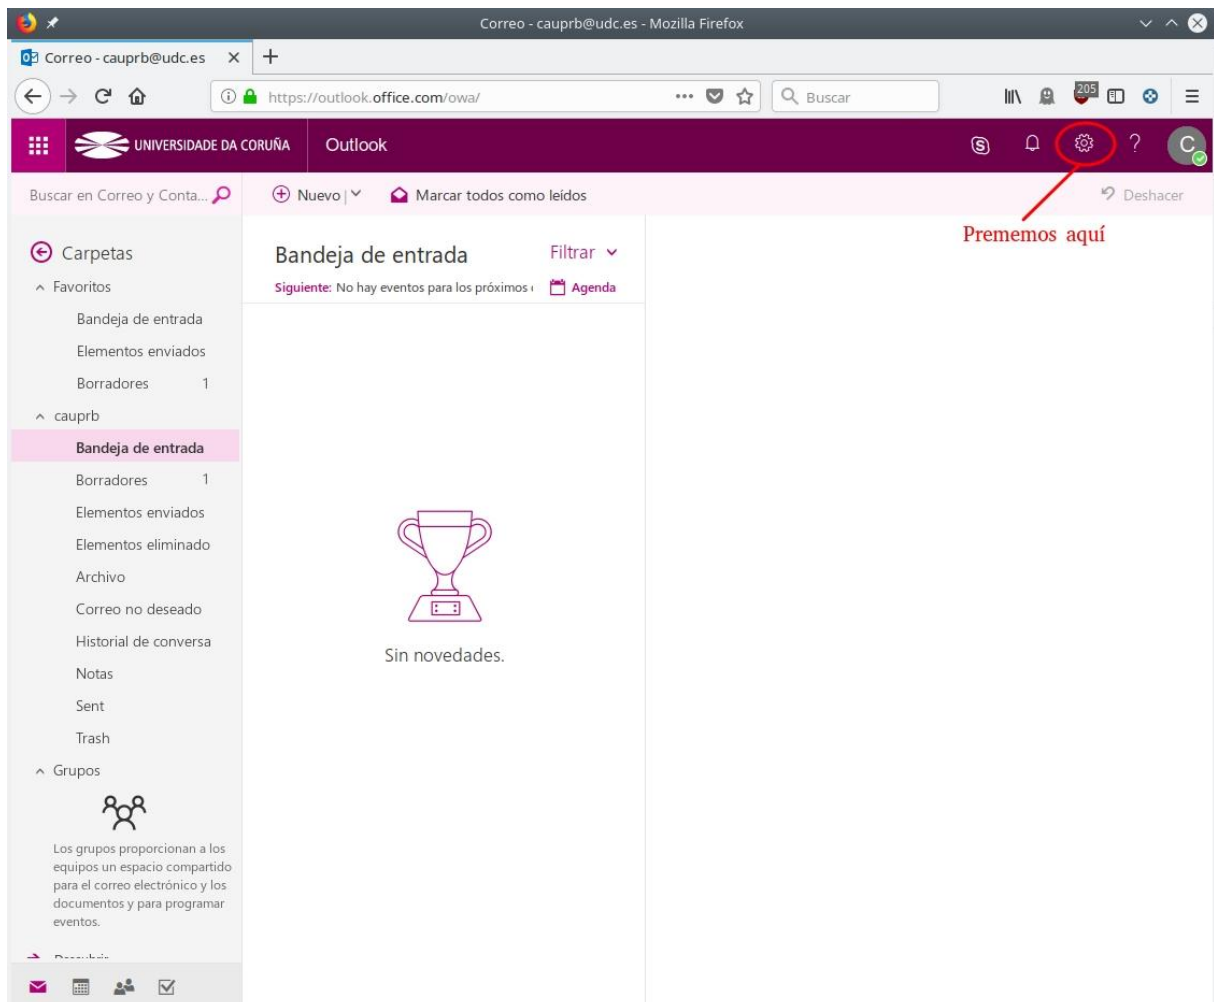 Correo - cauprb@udc.es - Mozilla Firefox
Correo - cauprb@udc.es
https://outlook.office.com/owa/
Buscar
205
UNIVERSIDADE DA CORUÑA
Outlook
C
Buscar en Correo y Conta...
Nuevo
Marcar todos como leídos
Deshacer
Prememos aquí
Carpetas
Favoritos
Bandeja de entrada
Elementos enviados
Borradores 1
cauprb
Bandeja de entrada
Borradores 1
Elementos enviados
Elementos eliminado
Archivo
Correo no deseado
Historial de conversa
Notas
Sent
Trash
Grupos
Los grupos proporcionan a los
equipos un espacio compartido
para el correo electrónico y los
documentos y para programar
eventos.
Bandeja de entrada
Filtrar
Siguiente: No hay eventos para los próximos
Agenda
Sin novedades.